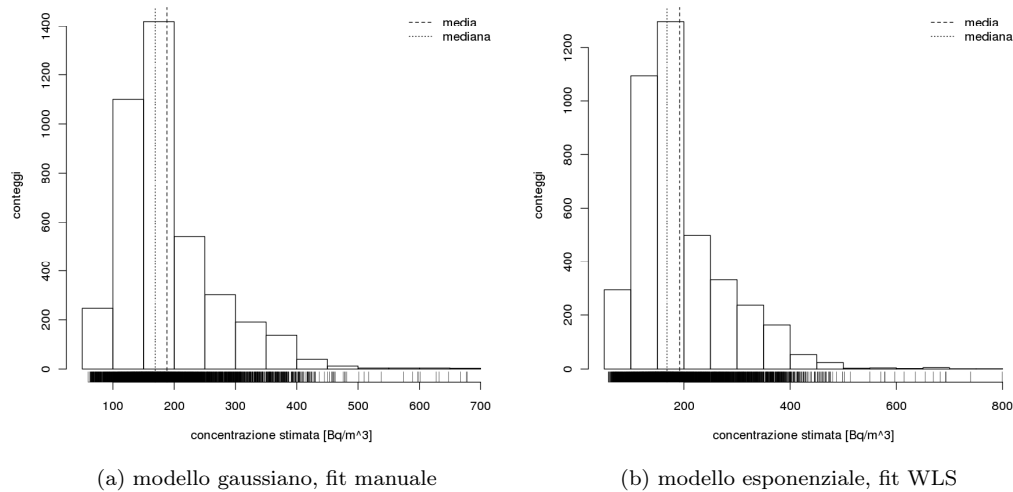 media
mediana
conteggi
0
200
400
600
800
1000
1200
1400
100
200
300
400
500
600
700
concentrazione stimata [Bq/m^3]
(a) modello gaussiano, fit manuale
media
mediana
conteggi
0
200
400
600
800
1000
1200
200
400
600
800
concentrazione stimata [Bq/m^3]
(b) modello esponenziale, fit WLS